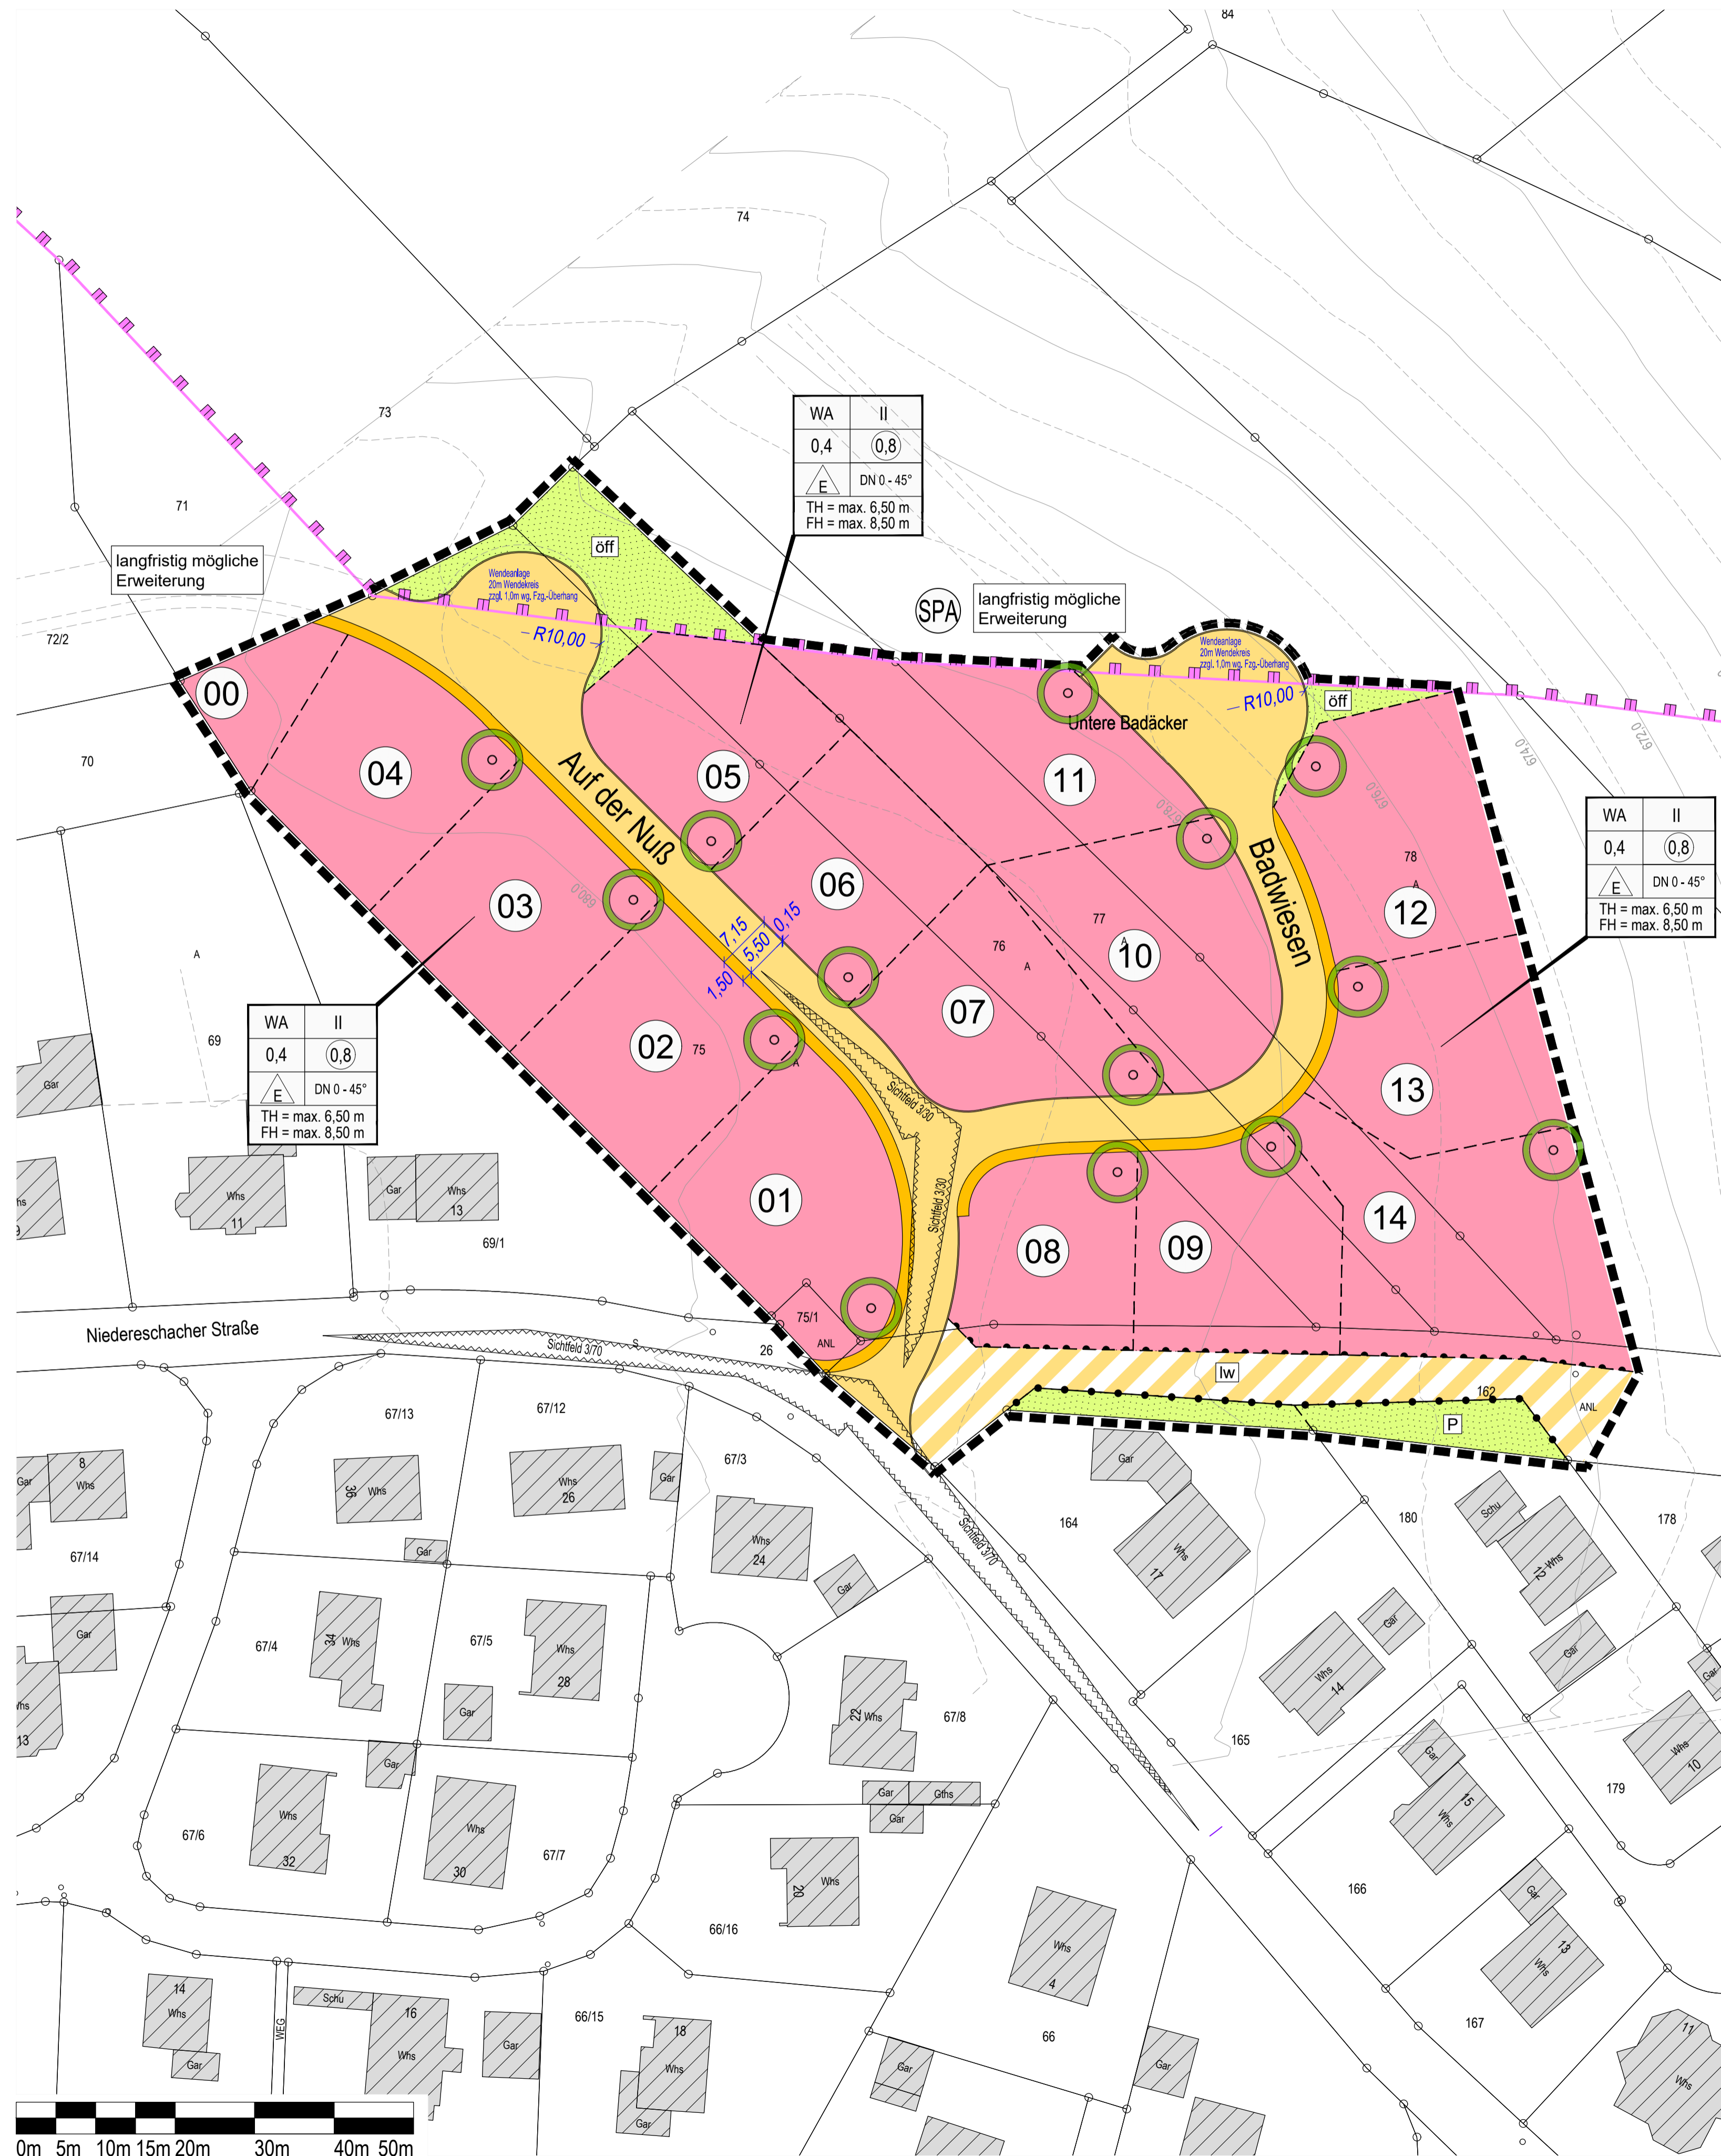 84
74
73
71
langfristig mögliche
Erweiterung
72/2
70
WA II
0,4 0,8
E DN 0 - 45°
TH = max. 6,50 m
FH = max. 8,50 m
öff
Wendeanlage
20m Wendekreis
zzgl. 1,0m wg. Fzg.-Überhang
R10,00
SPA
langfristig mögliche
Erweiterung
Wendeanlage
20m Wendekreis
zzgl. 1,0m wg. Fzg.-Überhang
R10,00
öff
Untere Badäcker
674,0
672,0
676,0
678,0
680,0
00
04
05
11
03
06
12
78
A
Auf der Nuß
Badwiesen
WA II
0,4 0,8
E DN 0 - 45°
TH = max. 6,50 m
FH = max. 8,50 m
77
A
10
76
A
07
7,15
5,50
0,15
1,50
02
75
A
13
A
69
WA II
0,4 0,8
E DN 0 - 45°
TH = max. 6,50 m
FH = max. 8,50 m
Gar
Sichtfeld 3/30
Sichtfeld 3/30
01
08
09
14
Whs
11
Gar
Whs
13
69/1
75/1
ANL
26
Niedereschacher Straße
Sichtfeld 3/70
S
lw
162
ANL
P
67/13
67/12
67/3
8
Gar
Whs
36
Whs
Whs
26
Gar
Gar
67/14
Whs
24
Gar
Gar
164
Gar
Whs
17
Sichtfeld 3/70
180
Schu
Whs
12
178
Gar
67/4
34
Whs
67/5
Whs
28
Gar
Gar
22
Whs
67/8
Gar
Whs
14
Gar
165
Gar
Whs
10
179
13
67/6
Whs
32
Gar
Whs
30
67/7
Gar
Gths
Gar
20
Whs
66/16
Gar
15
Whs
166
Gar
13
Whs
Whs
4
14
Whs
Gar
WEG
Schu
16
Whs
Gar
66/15
18
Whs
Gar
66
Gar
Gar
167
11
Whs
0m 5m 10m 15m 20m 30m 40m 50m